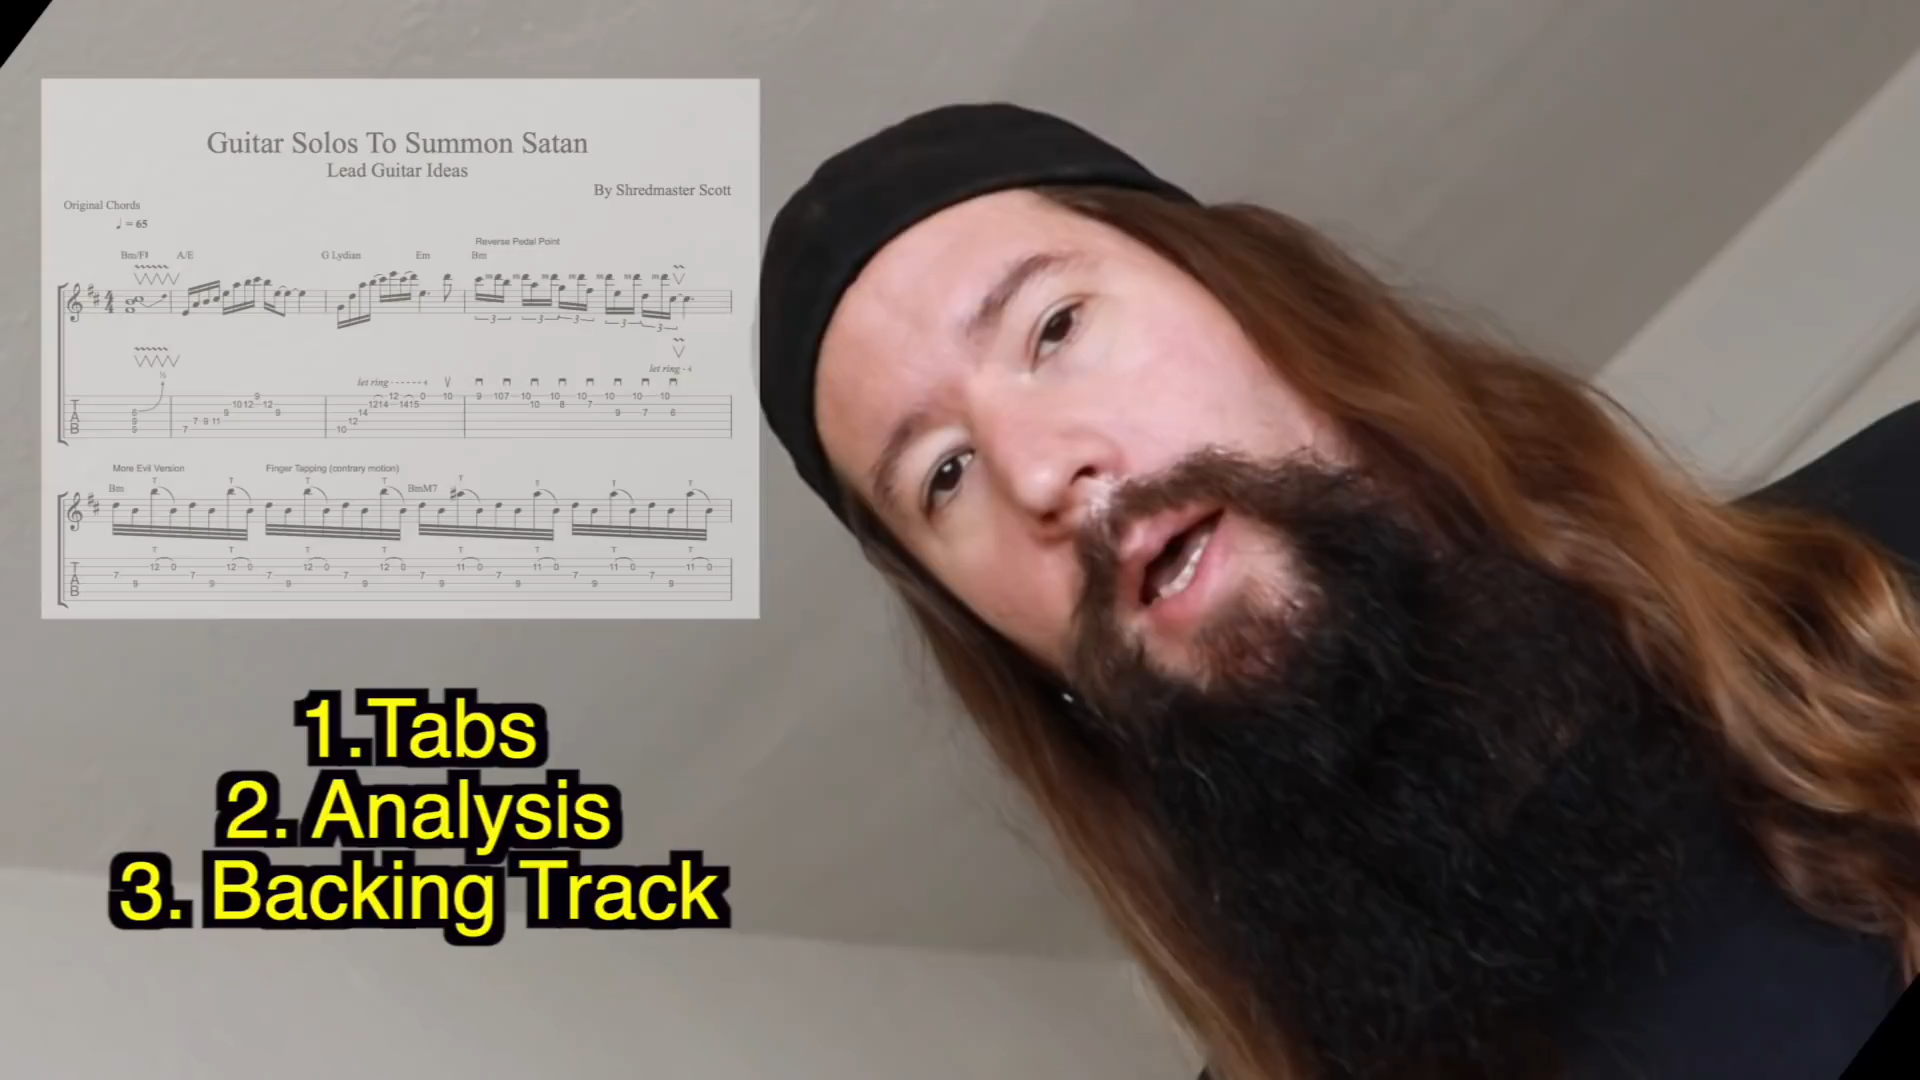 Guitar Solos To Summon Satan
Lead Guitar Ideas
By Shredmaster Scott
Original Chords
♩ = 65
Reverse Pedal Point
Bm/F# A/E G Lydian Em Bm
let ring
let ring
More Evil Version Finger Tapping (contrary motion)
Bm BmM7
T T T T T T T T
T T T T T T T T
1.Tabs
2. Analysis
3. Backing Track